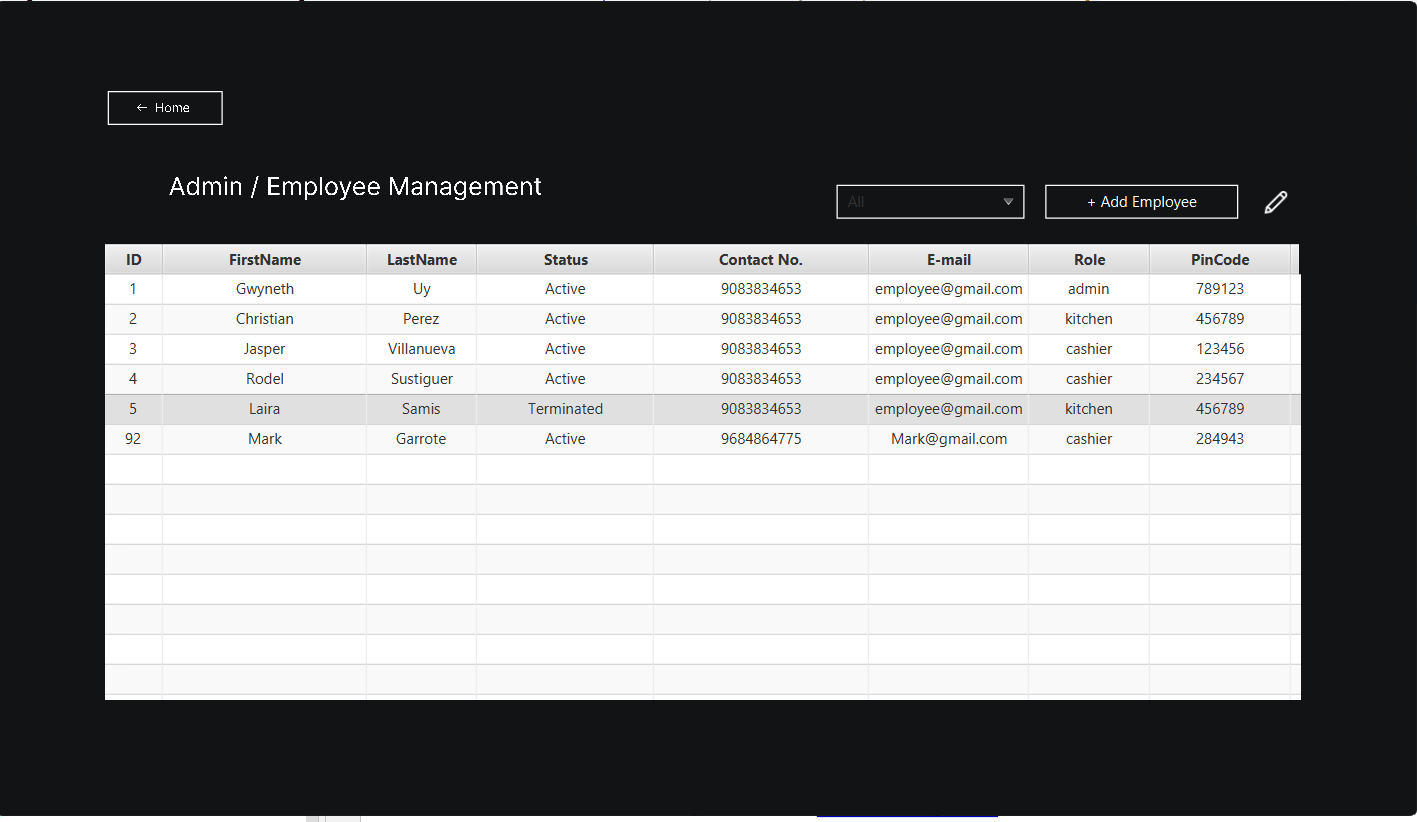 ← Home
Admin / Employee Management
All
+ Add Employee
ID FirstName LastName Status Contact No. E-mail Role PinCode
1 Gwyneth Uy Active 9083834653 employee@gmail.com admin 789123
2 Christian Perez Active 9083834653 employee@gmail.com kitchen 456789
3 Jasper Villanueva Active 9083834653 employee@gmail.com cashier 123456
4 Rodel Sustiguer Active 9083834653 employee@gmail.com cashier 234567
5 Laira Samis Terminated 9083834653 employee@gmail.com kitchen 456789
92 Mark Garrote Active 9684864775 Mark@gmail.com cashier 284943